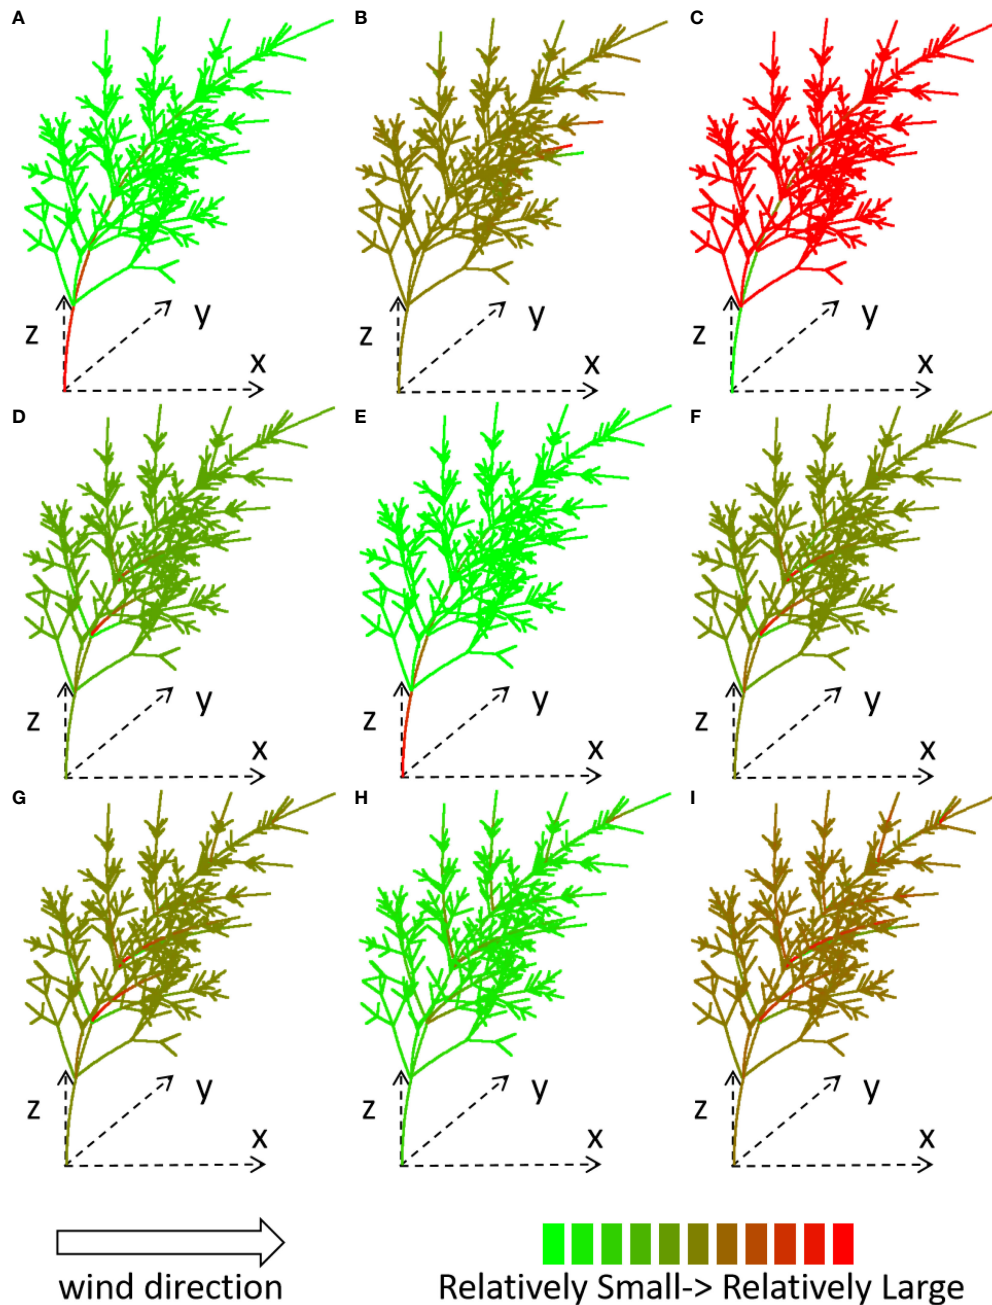 A B C
z y x z y x z y x
D E F
z y x z y x z y x
G H I
z y x z y x z y x
wind direction Relatively Small-> Relatively Large